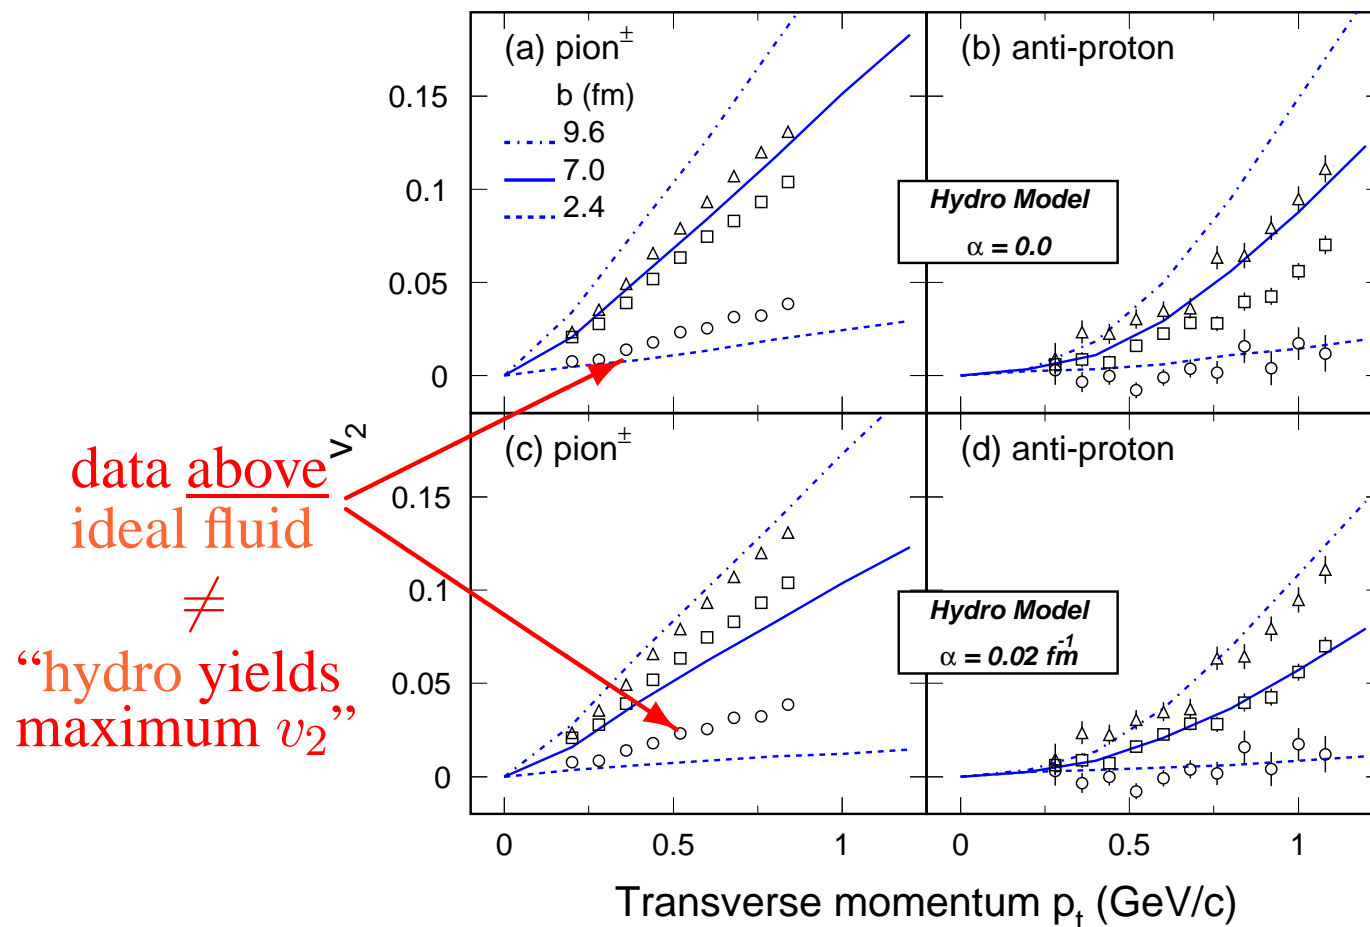 (a) pion±
b (fm)
9.6
7.0
2.4
(b) anti-proton
Hydro Model
α = 0.0
0.15
0.1
0.05
0
v2
(c) pion±
(d) anti-proton
Hydro Model
α = 0.02 fm-1
0.15
0.1
0.05
0
data above
ideal fluid
≠
“hydro yields
maximum v2”
0 0.5 1 0 0.5 1
Transverse momentum pt (GeV/c)